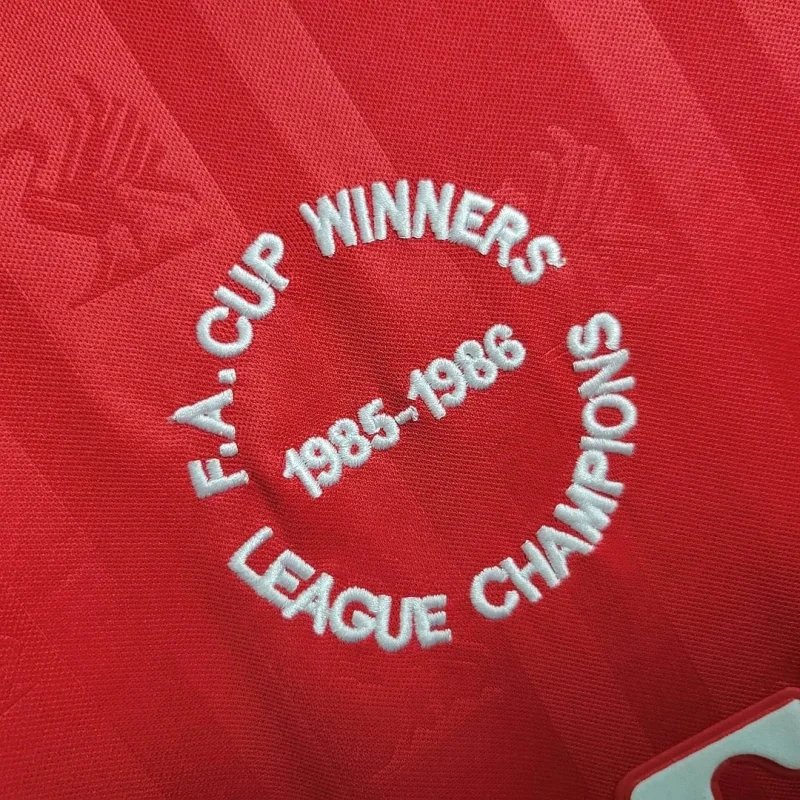 F.A. CUP WINNERS
1985-1986
LEAGUE CHAMPIONS